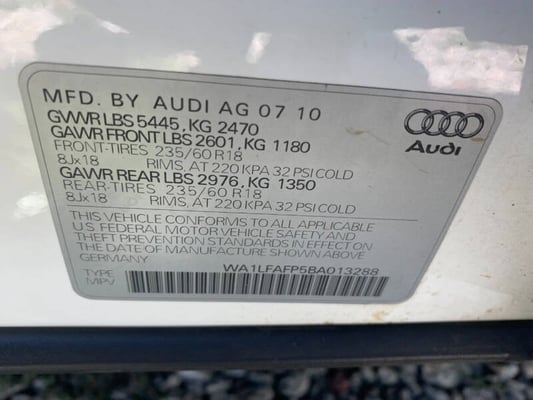 MFD. BY AUDI AG 07 10
GVWR LBS 5445, KG 2470
GAWR FRONT LBS 2601, KG 1180
FRONT-TIRES 235/60 R18
8Jx18 RIMS, AT 220 KPA 32 PSI COLD
GAWR REAR LBS 2976, KG 1350
REAR-TIRES 235/60 R18
8Jx18 RIMS, AT 220 KPA 32 PSI COLD
THIS VEHICLE CONFORMS TO ALL APPLICABLE
U.S. FEDERAL MOTOR VEHICLE SAFETY AND
THEFT PREVENTION STANDARDS IN EFFECT ON
THE DATE OF MANUFACTURE SHOWN ABOVE.
GERMANY
WA1LFAFP5BA013288
TYPE
MPV
Audi